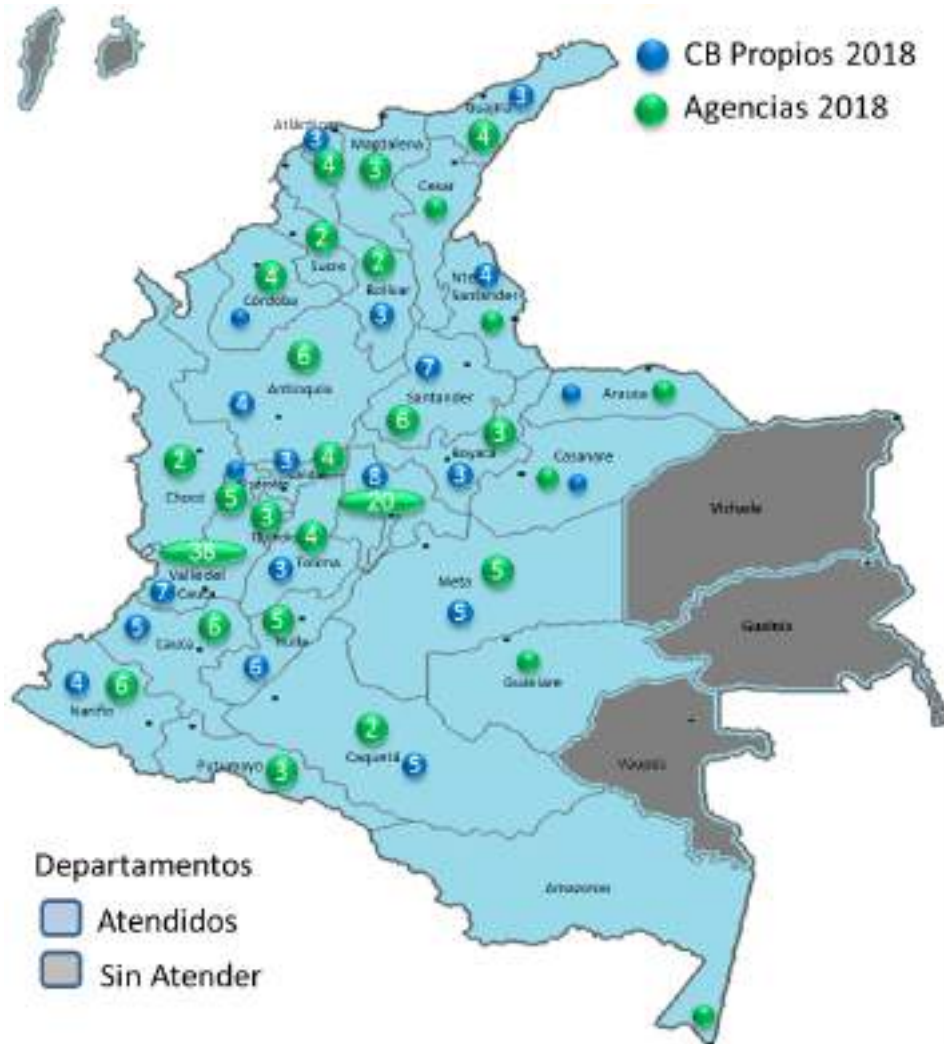 CB Propios 2018
Agencias 2018
3
Guajira
4
Atlántico
3
Magdalena
4
3
Cesar
2
Sucre
2
Bolívar
4
Córdoba
3
4
Nte
Santander
6
Antioquia
4
7
Santander
6
Arauca
3
Boyacá
3
Casanare
2
Chocó
3
4
8
20
5
3
4
Tolima
3
38
Valle del
Cauca
7
Meta
5
5
5
Cauca
6
5
Huila
6
Vichada
Guainía
Guaviare
4
Nariño
6
2
Caquetá
5
Vaupés
Putumayo
3
Amazonas
Departamentos
Atendidos
Sin Atender